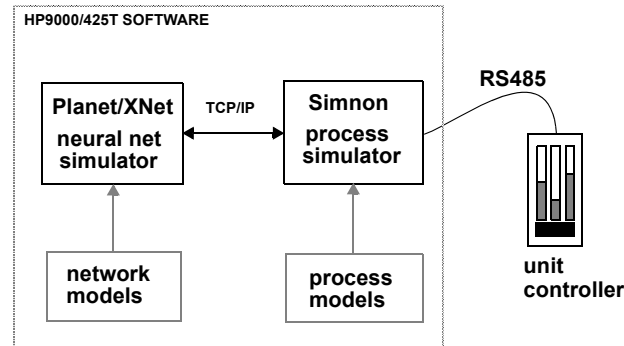 HP9000/425T SOFTWARE
Planet/XNet
neural net
simulator
TCP/IP
Simnon
process
simulator
RS485
network
models
process
models
unit
controller